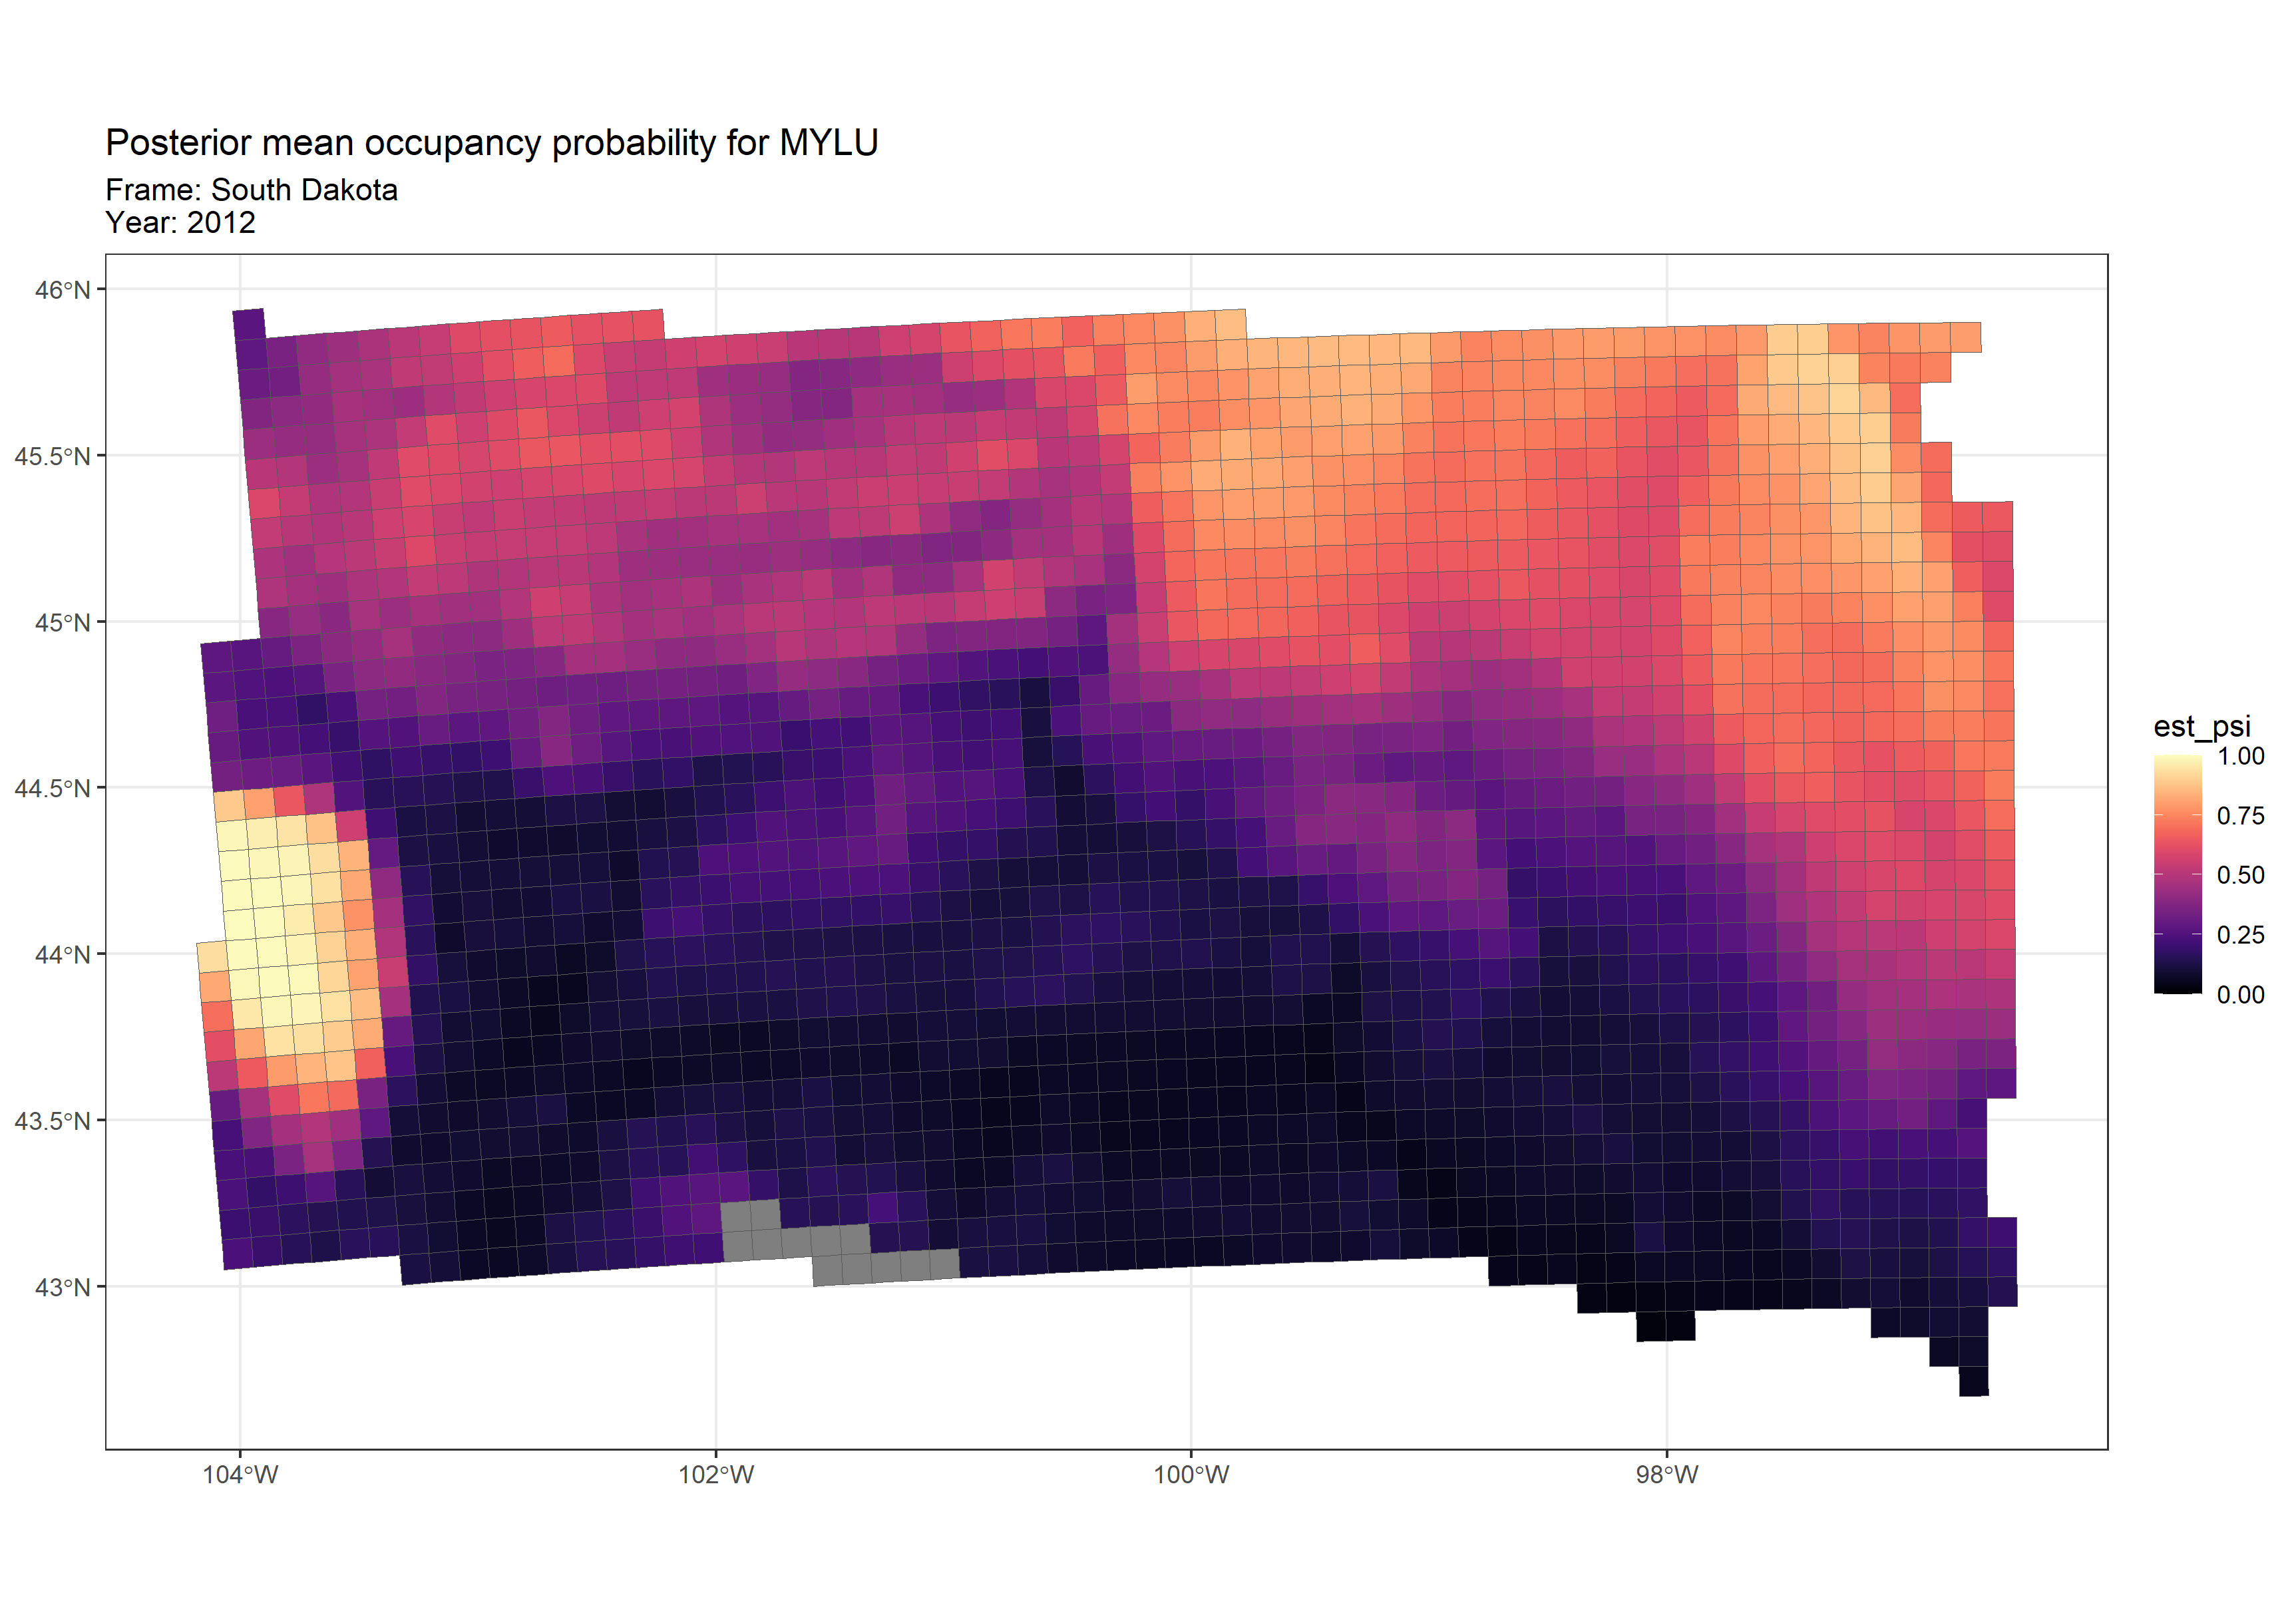 Posterior mean occupancy probability for MYLU
Frame: South Dakota
Year: 2012
46°N
45.5°N
45°N
44.5°N
44°N
43.5°N
43°N
104°W
102°W
100°W
98°W
est_psi
1.00
0.75
0.50
0.25
0.00